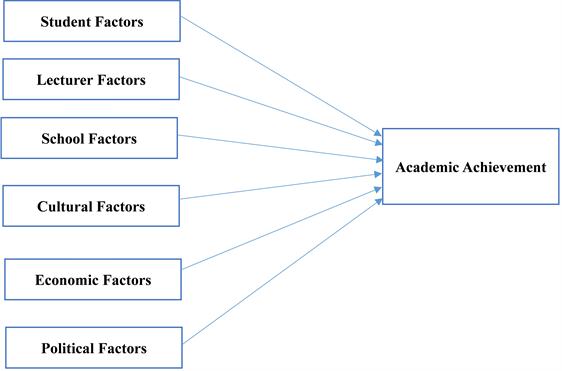 Student Factors
Lecturer Factors
School Factors
Academic Achievement
Cultural Factors
Economic Factors
Political Factors